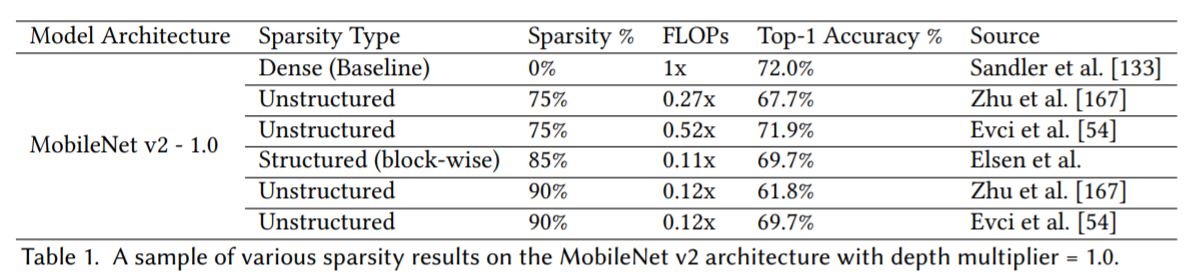 Model Architecture Sparsity Type Sparsity % FLOPs Top-1 Accuracy % Source
Dense (Baseline) 0% 1x 72.0% Sandler et al. [133]
Unstructured 75% 0.27x 67.7% Zhu et al. [167]
Unstructured 75% 0.52x 71.9% Evci et al. [54]
MobileNet v2 - 1.0
Structured (block-wise) 85% 0.11x 69.7% Elsen et al.
Unstructured 90% 0.12x 61.8% Zhu et al. [167]
Unstructured 90% 0.12x 69.7% Evci et al. [54]
Table 1. A sample of various sparsity results on the MobileNet v2 architecture with depth multiplier = 1.0.